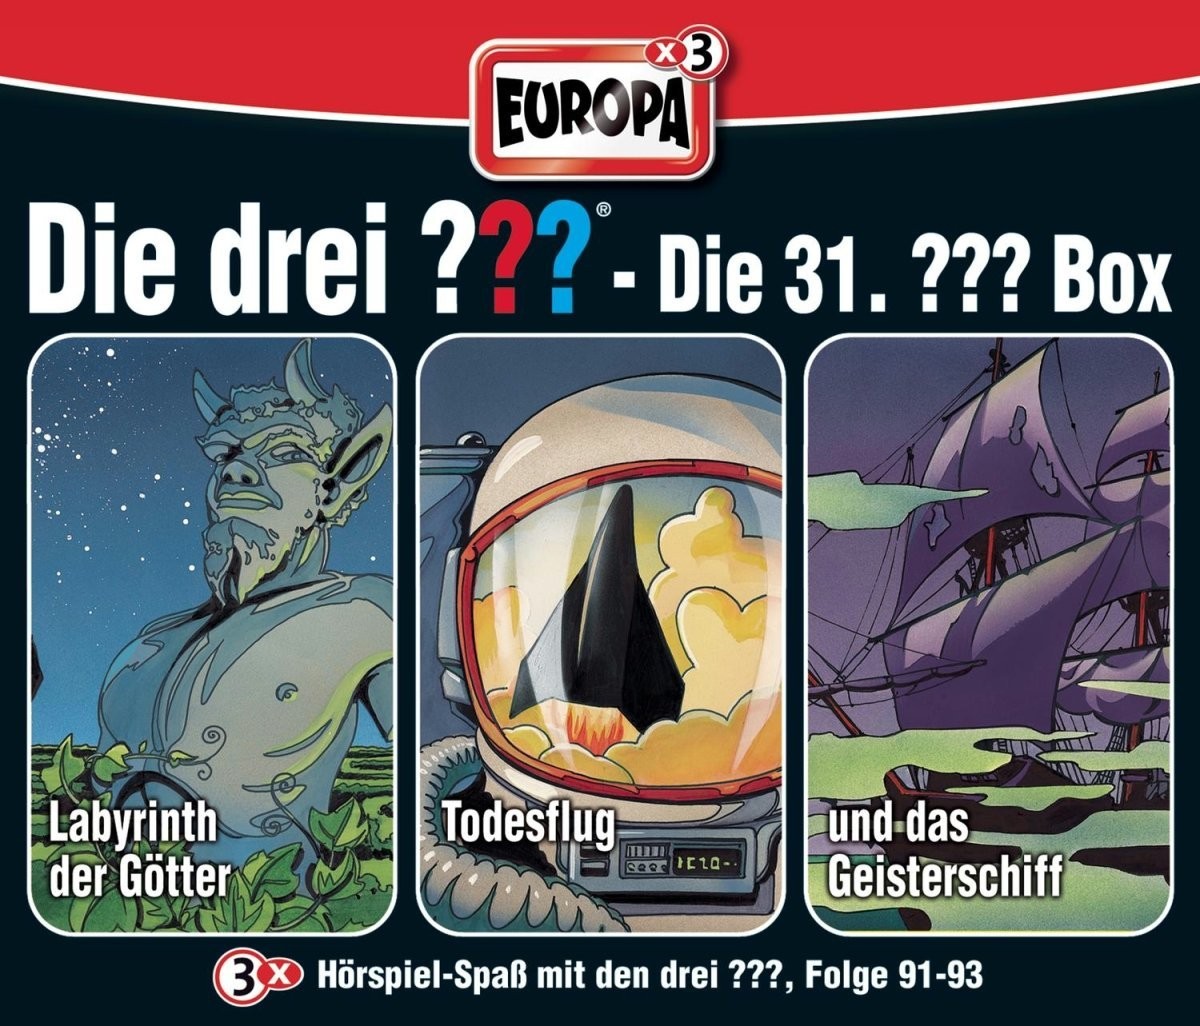 x3
EUROPA
Die drei ???® - Die 31. ??? Box
Labyrinth
der Götter
Todesflug
und das
Geisterschiff
3x Hörspiel-Spaß mit den drei ???, Folge 91-93